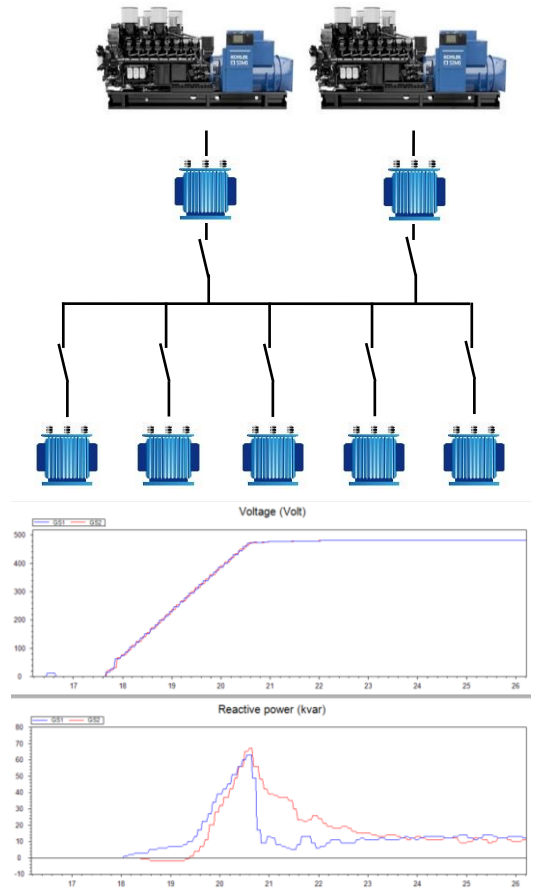 KOHLER
SDMO
KOHLER
SDMO
Voltage (Volt)
GS1 GS2
500
400
300
200
100
0
17 18 19 20 21 22 23 24 25 26
Reactive power (kvar)
GS1 GS2
80
70
60
50
40
30
20
10
0
-10
17 18 19 20 21 22 23 24 25 26